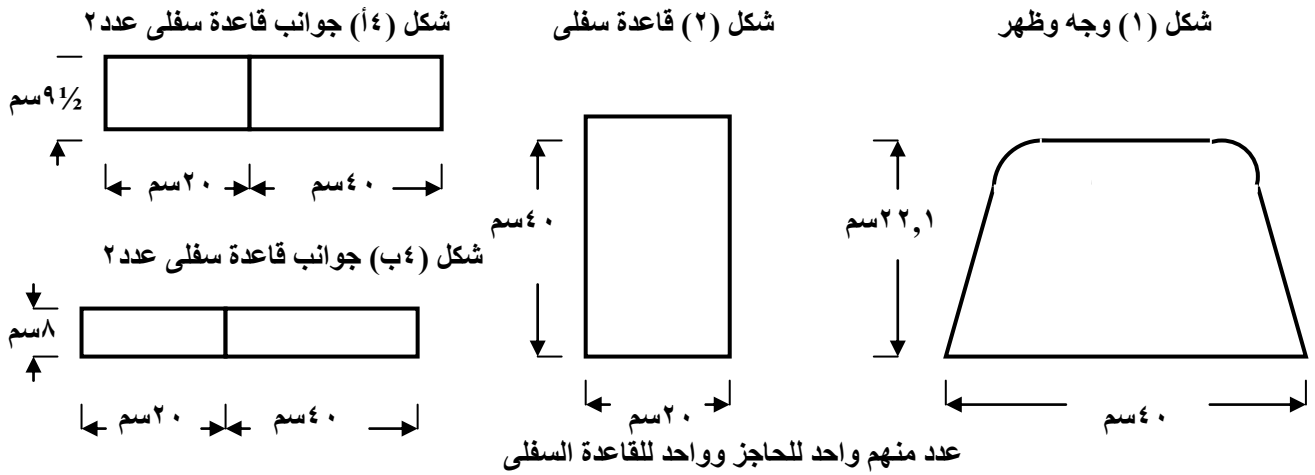 شكل (١) وجه وظهر
شكل (٢) قاعدة سفلى
شكل (٤أ) جوانب قاعدة سفلى عدد٢
٩½سم
٢٠سم
٤٠سم
٤٠سم
٢٢,١سم
شكل (٤ب) جوانب قاعدة سفلى عدد٢
٨سم
٢٠سم
٤٠سم
٢٠سم
٤٠سم
عدد منهم واحد للحاجز وواحد للقاعدة السفلى